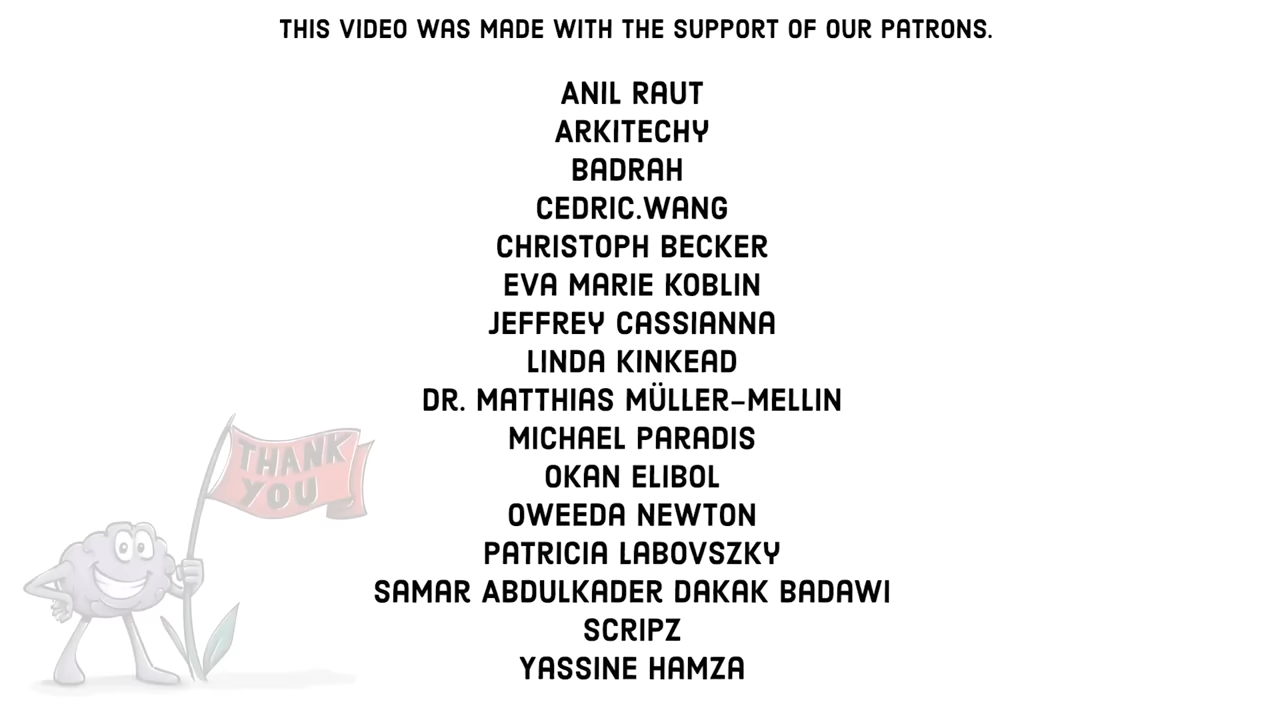 THIS VIDEO WAS MADE WITH THE SUPPORT OF OUR PATRONS.
ANIL RAUT
ARKITECHY
BADRAH
CEDRIC.WANG
CHRISTOPH BECKER
EVA MARIE KOBLIN
JEFFREY CASSIANNA
LINDA KINKEAD
DR. MATTHIAS MÜLLER-MELLIN
MICHAEL PARADIS
OKAN ELIBOL
OWEEDA NEWTON
PATRICIA LABOVSZKY
SAMAR ABDULKADER DAKAK BADAWI
SCRIPZ
YASSINE HAMZA
THANK
YOU